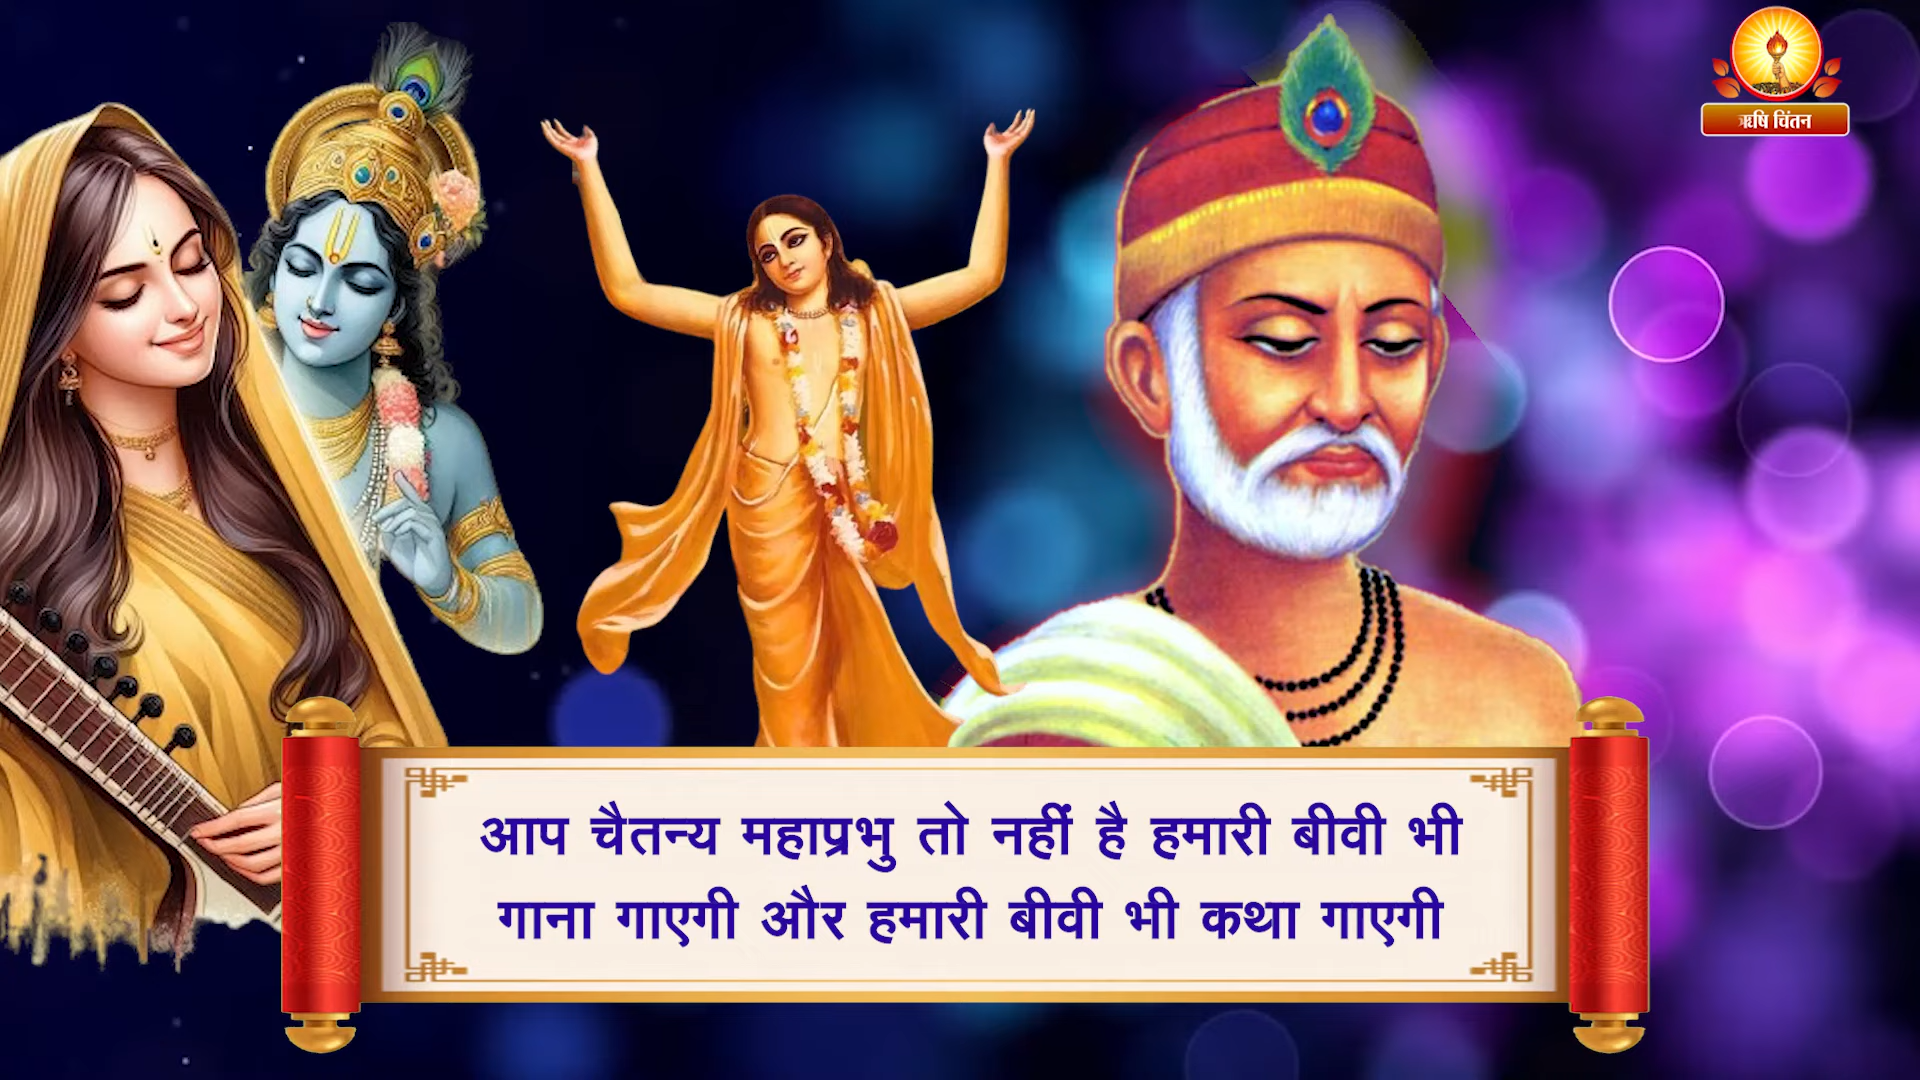 ऋषि चिंतन
आप चैतन्य महाप्रभु तो नहीं है हमारी बीवी भी
गाना गाएगी और हमारी बीवी भी कथा गाएगी